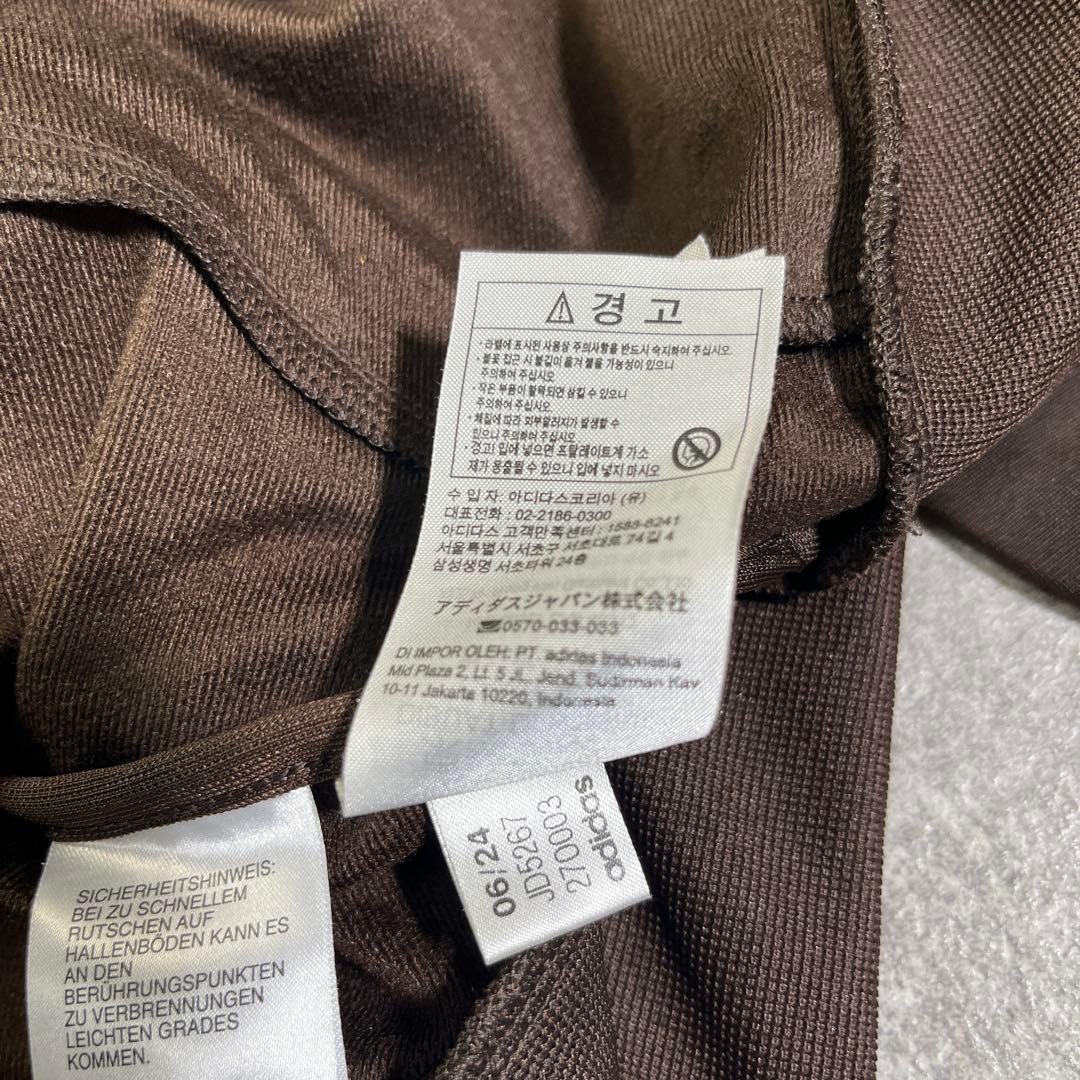 ⚠ 경 고
· 라벨에 표시된 사용상 주의사항을 반드시 숙지하여 주십시오
· 불꽃 접근 시 불길이 옮겨 붙을 가능성이 있으니
주의하여 주십시오
· 작은 부품이 탈락되면 삼킬 수 있으니
주의하여 주십시오
· 체질에 따라 피부알러지가 발생할 수
있으니 주의하여 주십시오
· 경고! 입에 넣으면 프탈레이트계 가소
제가 용출될 수 있으니 입에 넣지 마시오
수 입 자: 아디다스코리아 (유)
대표전화 : 02-2186-0300
아디다스 고객만족센터 : 1588-8241
서울특별시 서초구 서초대로 74길 4
삼성생명 서초타워 24층
アディダスジャパン株式会社
0570-033-033
DI IMPOR OLEH: PT. adidas Indonesia
Mid Plaza 2, Lt. 5 JL. Jend. Sudirman Kav
10-11 Jakarta 10220, Indonesia
06/24
JD5267
270003
adidas
SICHERHEITSHINWEIS:
BEI ZU SCHNELLEM
RUTSCHEN AUF
HALLENBÖDEN KANN ES
AN DEN
BERÜHRUNGSPUNKTEN
ZU VERBRENNUNGEN
LEICHTEN GRADES
KOMMEN.